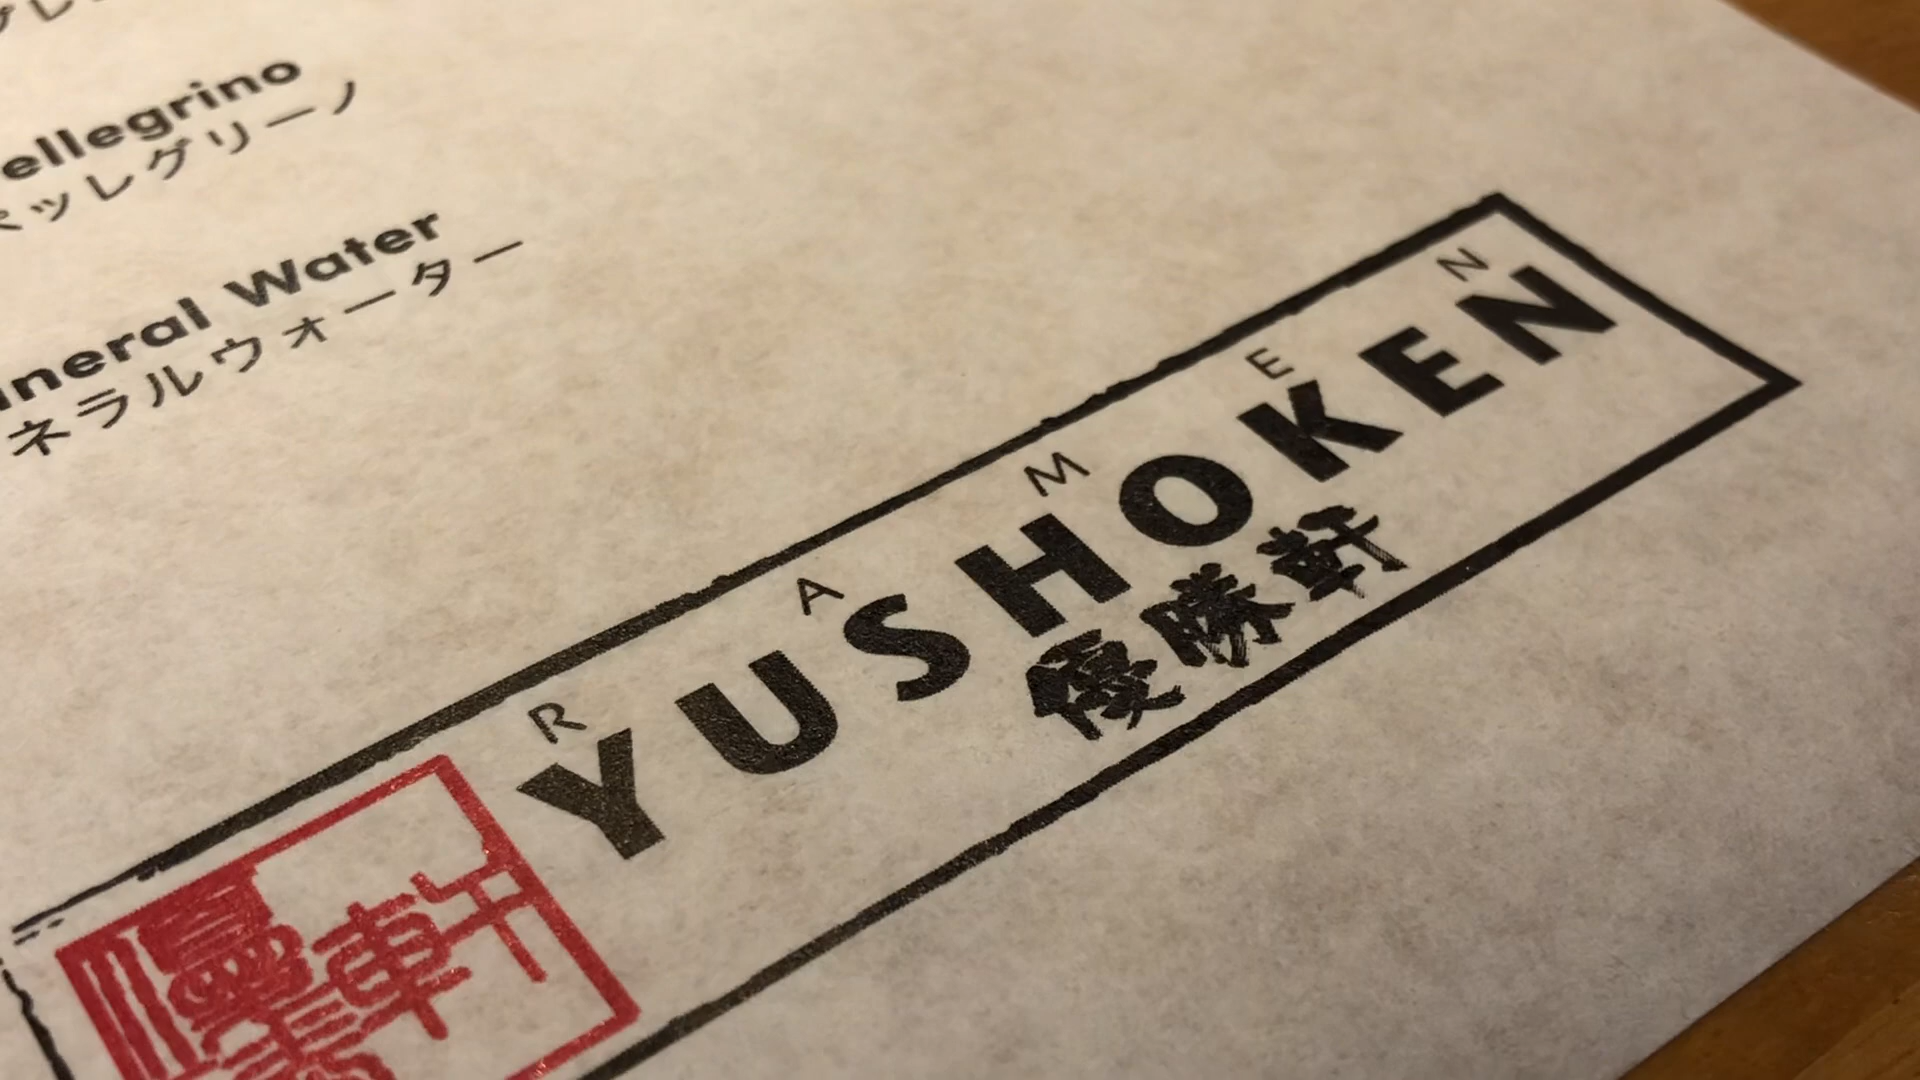 ellegrino
ペッレグリーノ
ineral Water
ネラルウォーター
RAMEN
YUSHOKEN
優勝軒